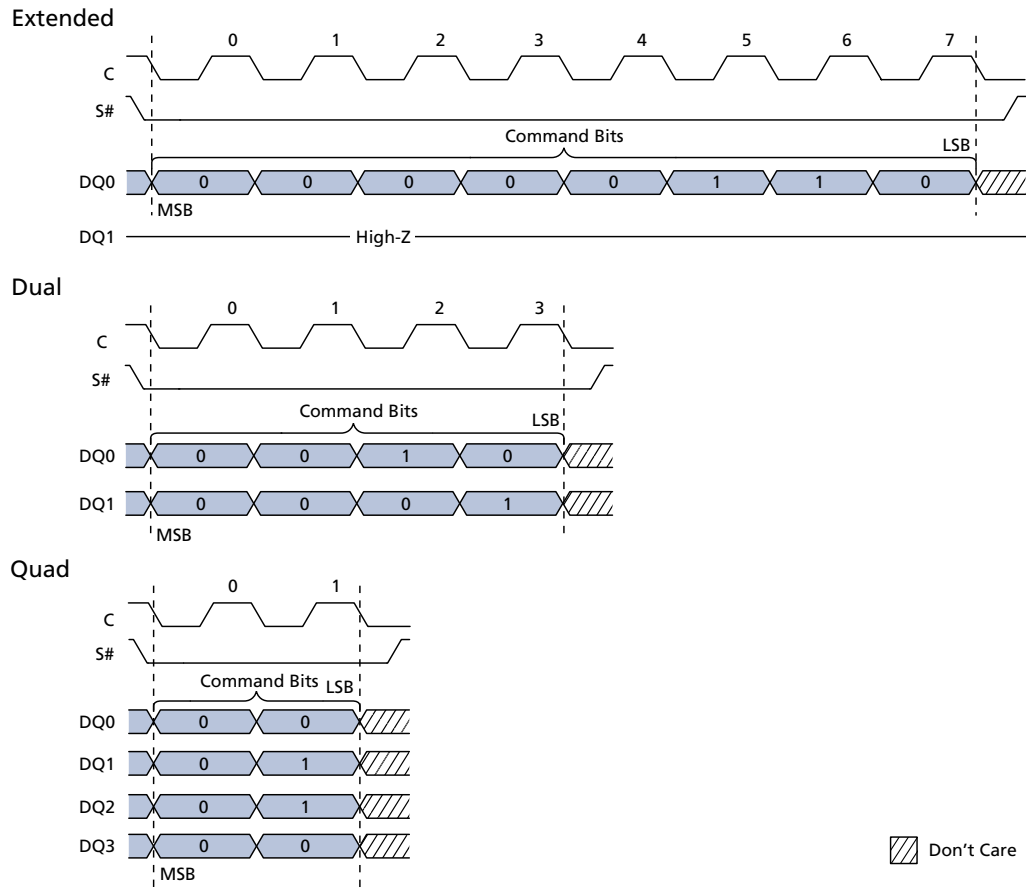 Extended
0 1 2 3 4 5 6 7
C
S#
Command Bits
LSB
DQ0 0 0 0 0 0 1 1 0
MSB
DQ1 High-Z
Dual
0 1 2 3
C
S#
Command Bits
LSB
DQ0 0 0 1 0
DQ1 0 0 0 1
MSB
Quad
0 1
C
S#
Command Bits LSB
DQ0 0 0
DQ1 0 1
DQ2 0 1
DQ3 0 0
MSB
Don't Care